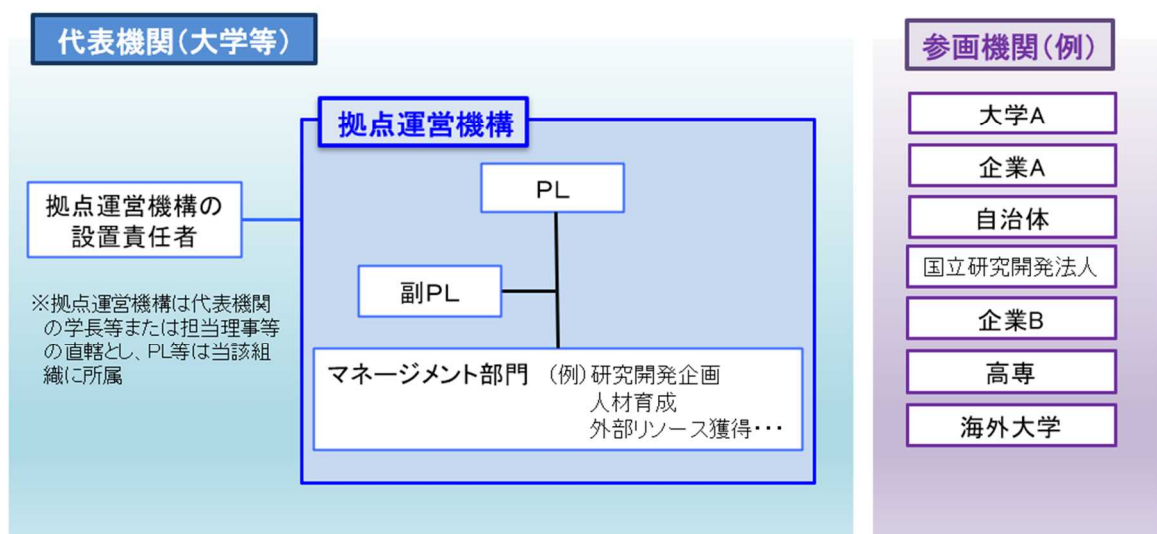 代表機関(大学等)
拠点運営機構
拠点運営機構の
設置責任者
※拠点運営機構は代表機関
の学長等または担当理事等
の直轄とし、PL等は当該組
織に所属
PL
副PL
マネージメント部門 (例)研究開発企画
人材育成
外部リソース獲得・・・
参画機関(例)
大学A
企業A
自治体
国立研究開発法人
企業B
高専
海外大学